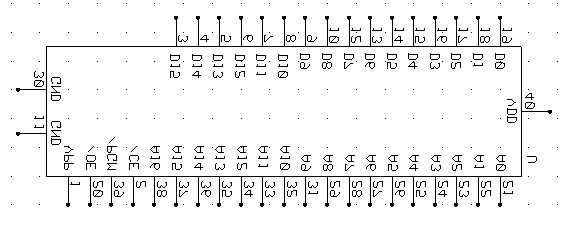 3 4 5 6 7 8 9 10 12 13 14 15 16 17 18 19
D15 D14 D13 D12 D11 D10 D9 D8 D7 D6 D5 D4 D3 D2 D1 D0
30 GND
40 VDD
11 GND
VPP \OE \PGM \CE A16 A15 A14 A13 A12 A11 A10 A9 A8 A7 A6 A5 A4 A3 A2 A1 A0 U
1 20 39 2 38 37 36 35 34 33 32 31 29 28 27 26 25 24 23 22 21